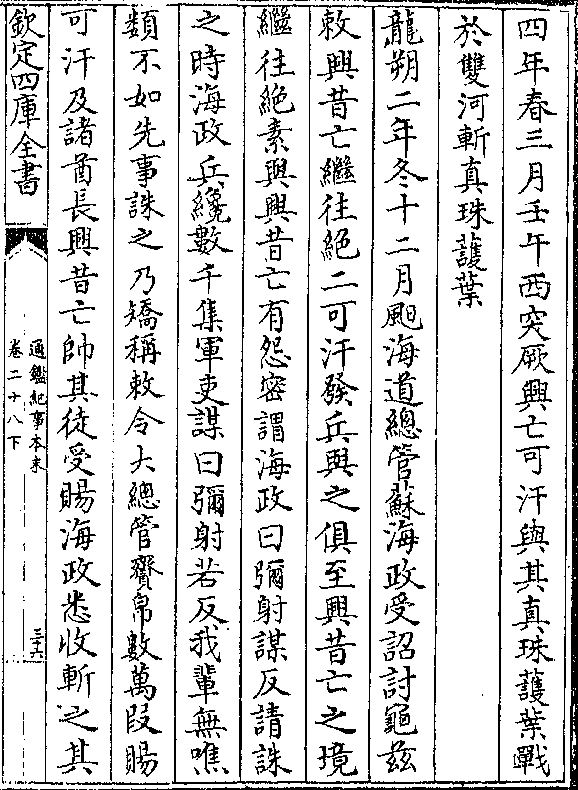 四年春三月壬午西突厥興亡可汗與其真珠䕶葉戰
於雙河斬真珠䕶葉
龍朔二年冬十二月䫻海道總管蘇海政受詔討龜兹
敕興昔亡繼往絶二可汗發兵與之俱至興昔亡之境
繼往絶素與興昔亡有怨密謂海政曰彌射謀反請誅
之時海政兵纔數千集軍吏謀曰彌射若反我輩無噍
類不如先事誅之乃矯稱敕令大總管齎帛數萬段賜
可汗及諸酋長興昔亡帥其徒受賜海政悉收斬之其
欽定四庫全書
通鑑紀事本末
卷二十八下
三十六